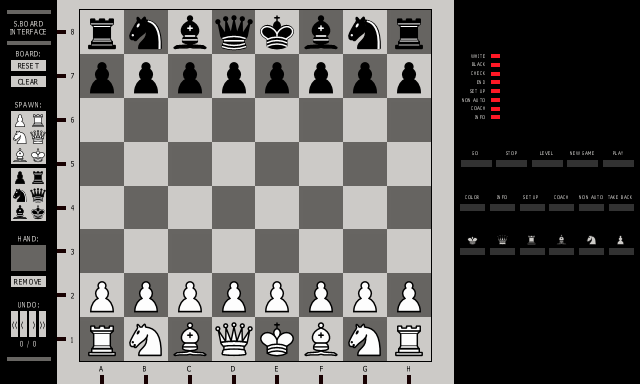 S.BOARD
INTERFACE
BOARD:
RESET
CLEAR
SPAWN:
HAND:
REMOVE
UNDO:
0 / 0
8
7
6
5
4
3
2
1
A B C D E F G H
WHITE
BLACK
CHECK
END
SET UP
NON AUTO
COACH
INFO
GO STOP LEVEL NEW GAME PLAY
COLOR INFO SET UP COACH NON AUTO TAKE BACK